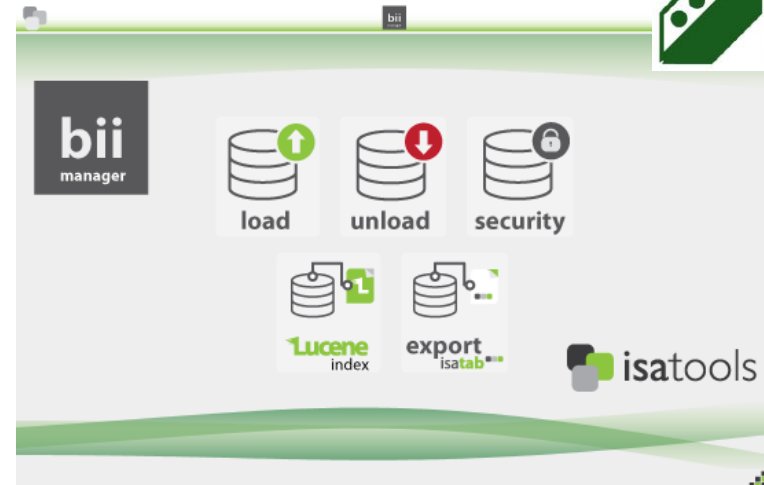 bii
bii
manager
load
unload
security
Lucene
index
export
isatab
isatools